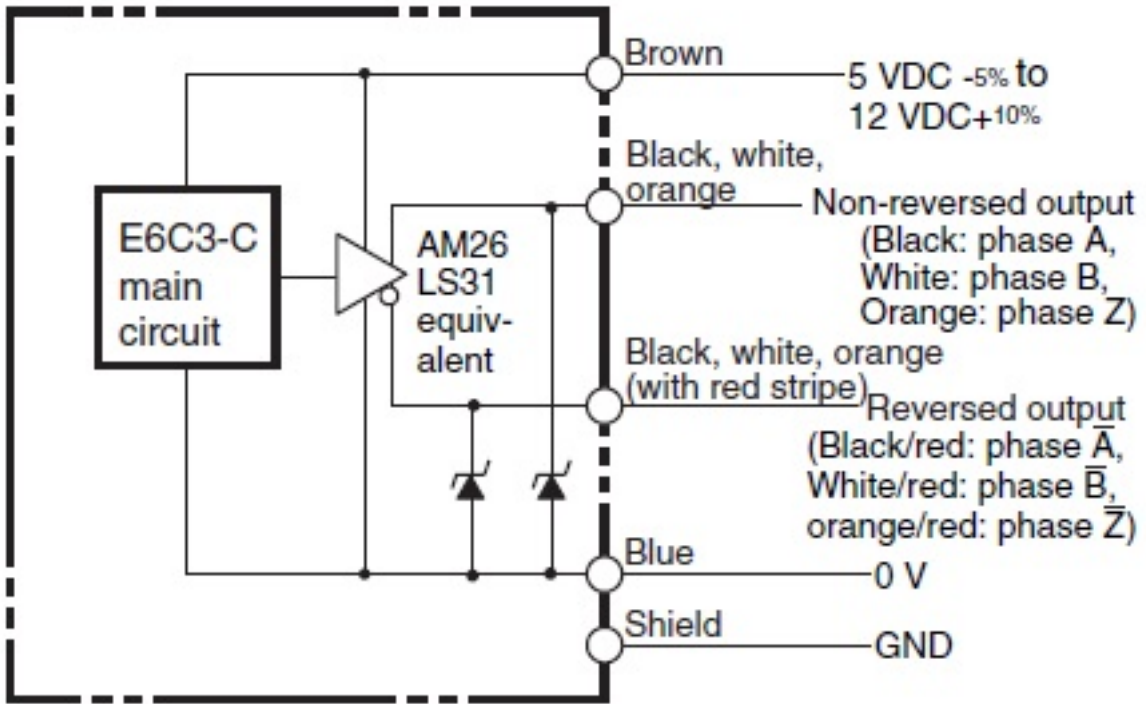 Brown
5 VDC -5% to
12 VDC+10%
Black, white,
orange
Non-reversed output
(Black: phase A,
White: phase B,
Orange: phase Z)
E6C3-C
main
circuit
AM26
LS31
equiv-
alent
Black, white, orange
(with red stripe)
Reversed output
(Black/red: phase A̅,
White/red: phase B̅,
orange/red: phase Z̅)
Blue
0 V
Shield
GND